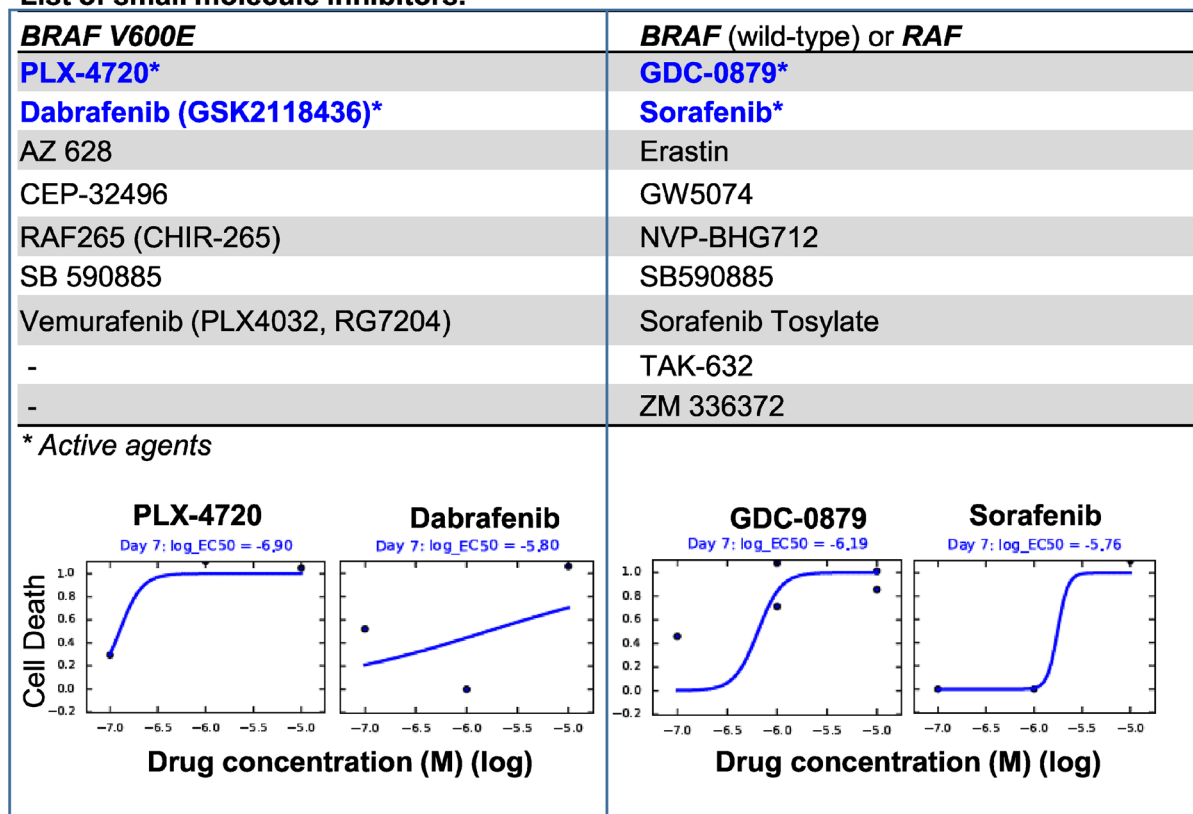 List of small molecule inhibitors:
BRAF V600E
BRAF (wild-type) or RAF
PLX-4720*
GDC-0879*
Dabrafenib (GSK2118436)*
Sorafenib*
AZ 628
Erastin
CEP-32496
GW5074
RAF265 (CHIR-265)
NVP-BHG712
SB 590885
SB590885
Vemurafenib (PLX4032, RG7204)
Sorafenib Tosylate
-
TAK-632
-
ZM 336372
* Active agents
PLX-4720
Day 7: log_EC50 = -6.90
Dabrafenib
Day 7: log_EC50 = -5.80
GDC-0879
Day 7: log_EC50 = -6.19
Sorafenib
Day 7: log_EC50 = -5.76
Cell Death
1.0
0.8
0.6
0.4
0.2
0.0
−0.2
−7.0 −6.5 −6.0 −5.5 −5.0
−7.0 −6.5 −6.0 −5.5 −5.0
1.0
0.8
0.6
0.4
0.2
0.0
−0.2
−7.0 −6.5 −6.0 −5.5 −5.0
−7.0 −6.5 −6.0 −5.5 −5.0
Drug concentration (M) (log)
Drug concentration (M) (log)